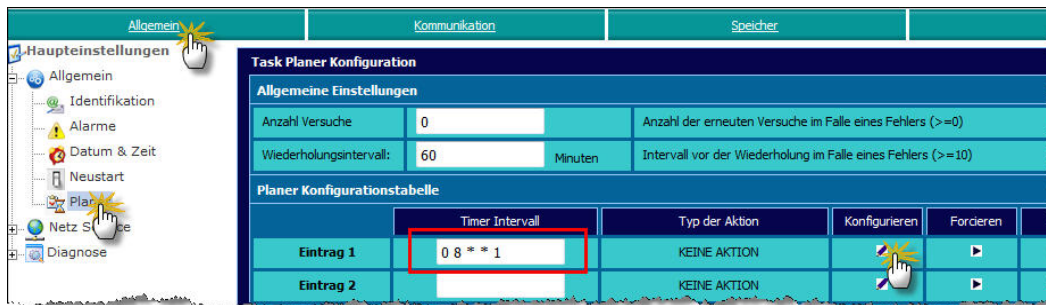 Allgemein Kommunikation Speicher
Haupteinstellungen
Allgemein
Identifikation
Alarme
Datum & Zeit
Neustart
Netz
Diagnose
Task Planer Konfiguration
Allgemeine Einstellungen
Anzahl Versuche 0 Anzahl der erneuten Versuche im Falle eines Fehlers (>=0)
Wiederholungsintervall: 60 Minuten Intervall vor der Wiederholung im Falle eines Fehlers (>=10)
Planer Konfigurationstabelle
Timer Intervall Typ der Aktion Konfigurieren Forcieren
Eintrag 1 0 8 * * 1 KEINE AKTION
Eintrag 2 KEINE AKTION